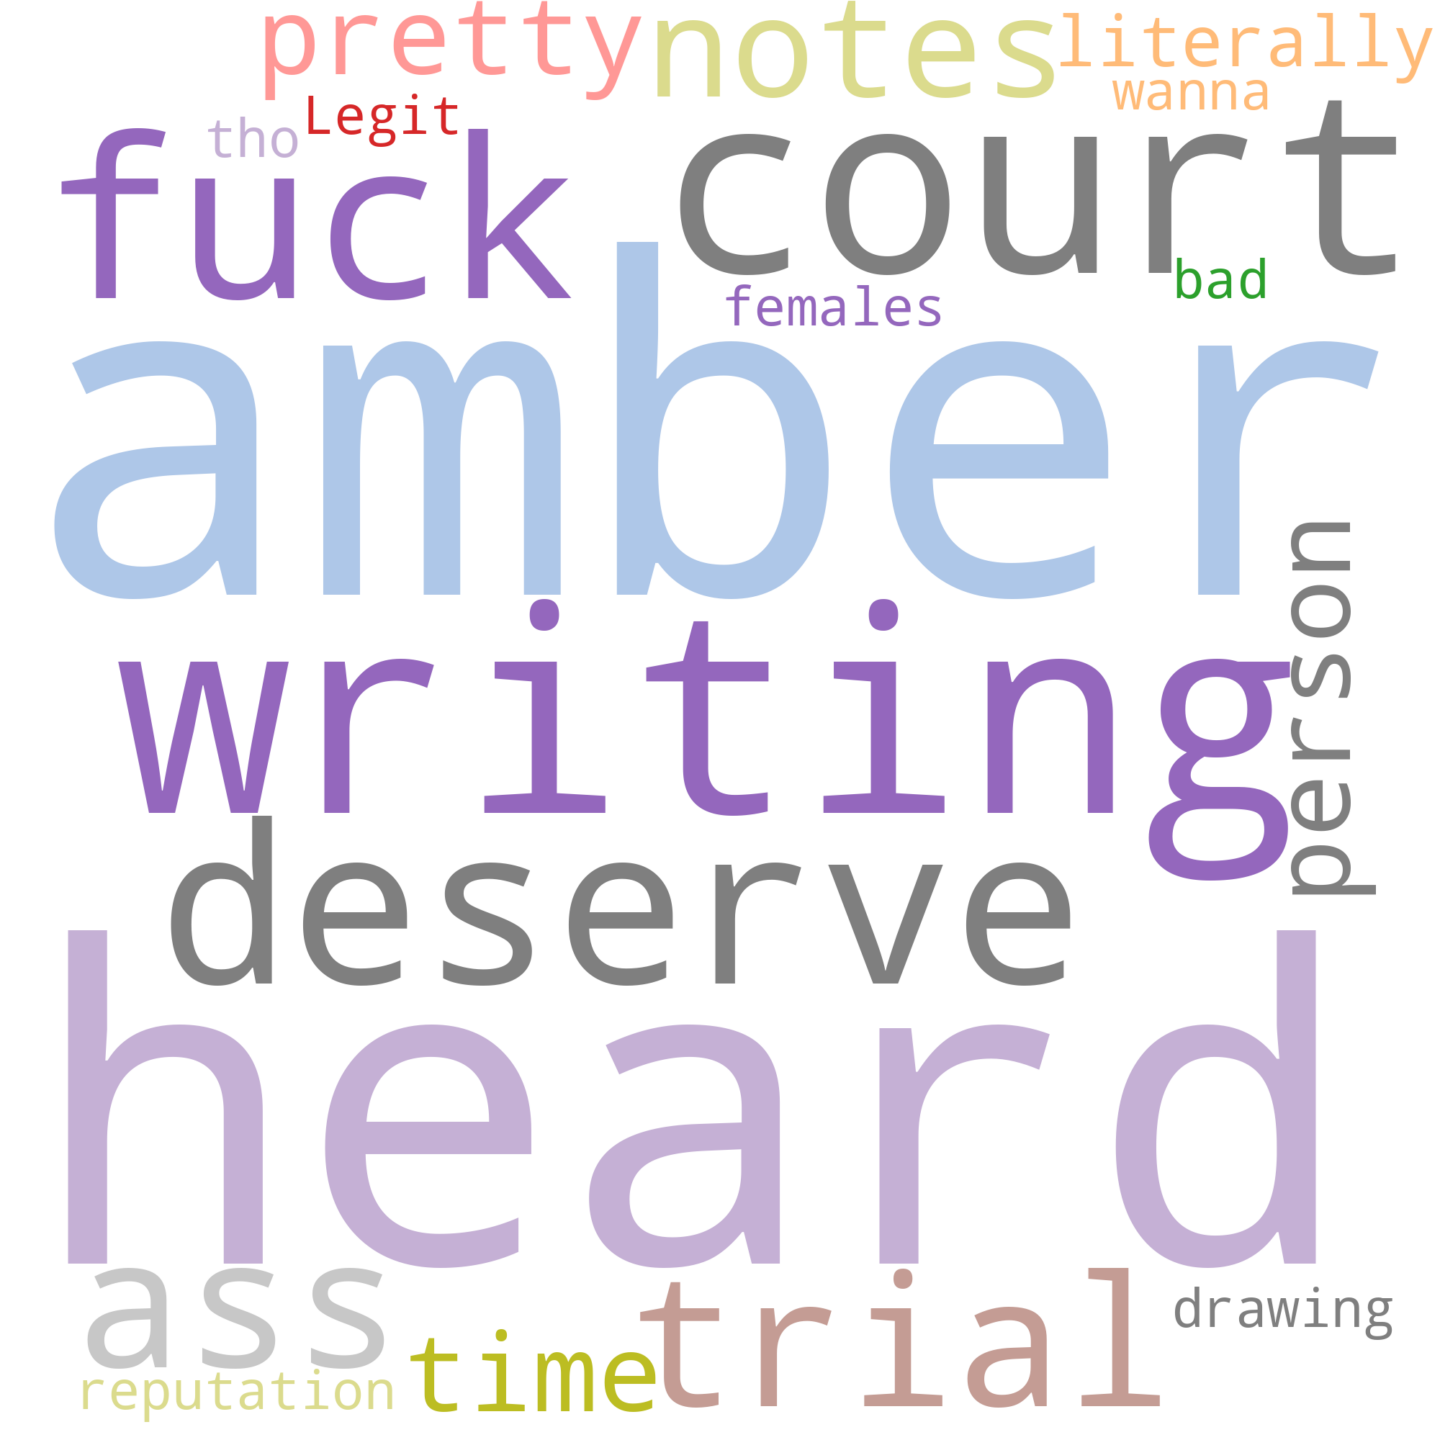 pretty notes literally
wanna
Legit
tho
fuck court
bad
females
amber
person
writing
deserve
heard
ass trial drawing
time
reputation